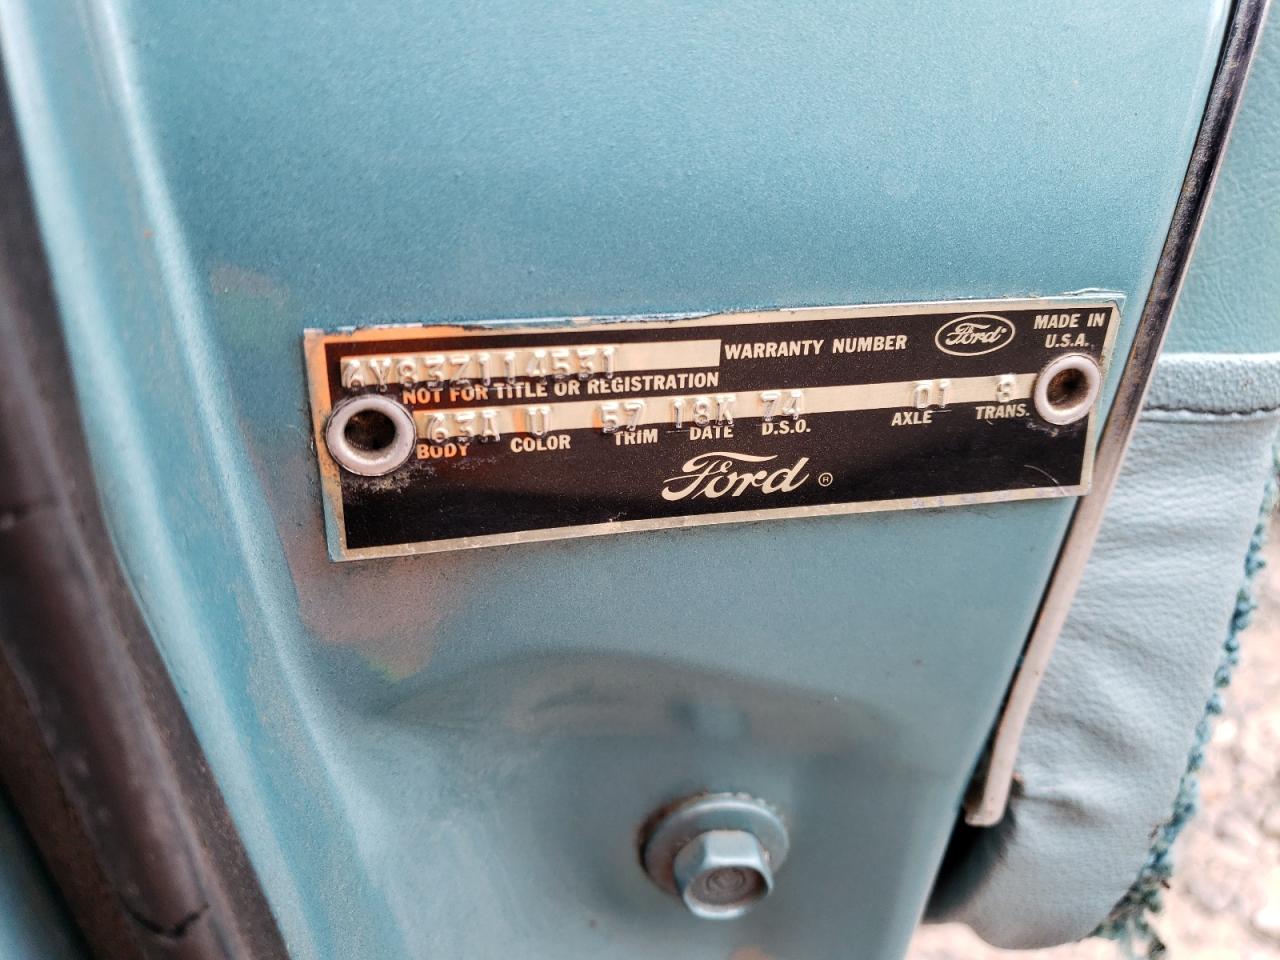 6Y83Z114531 WARRANTY NUMBER Ford MADE IN U.S.A.
NOT FOR TITLE OR REGISTRATION
63A U 57 18K 74 01 8
BODY COLOR TRIM DATE D.S.O. AXLE TRANS.
Ford ®